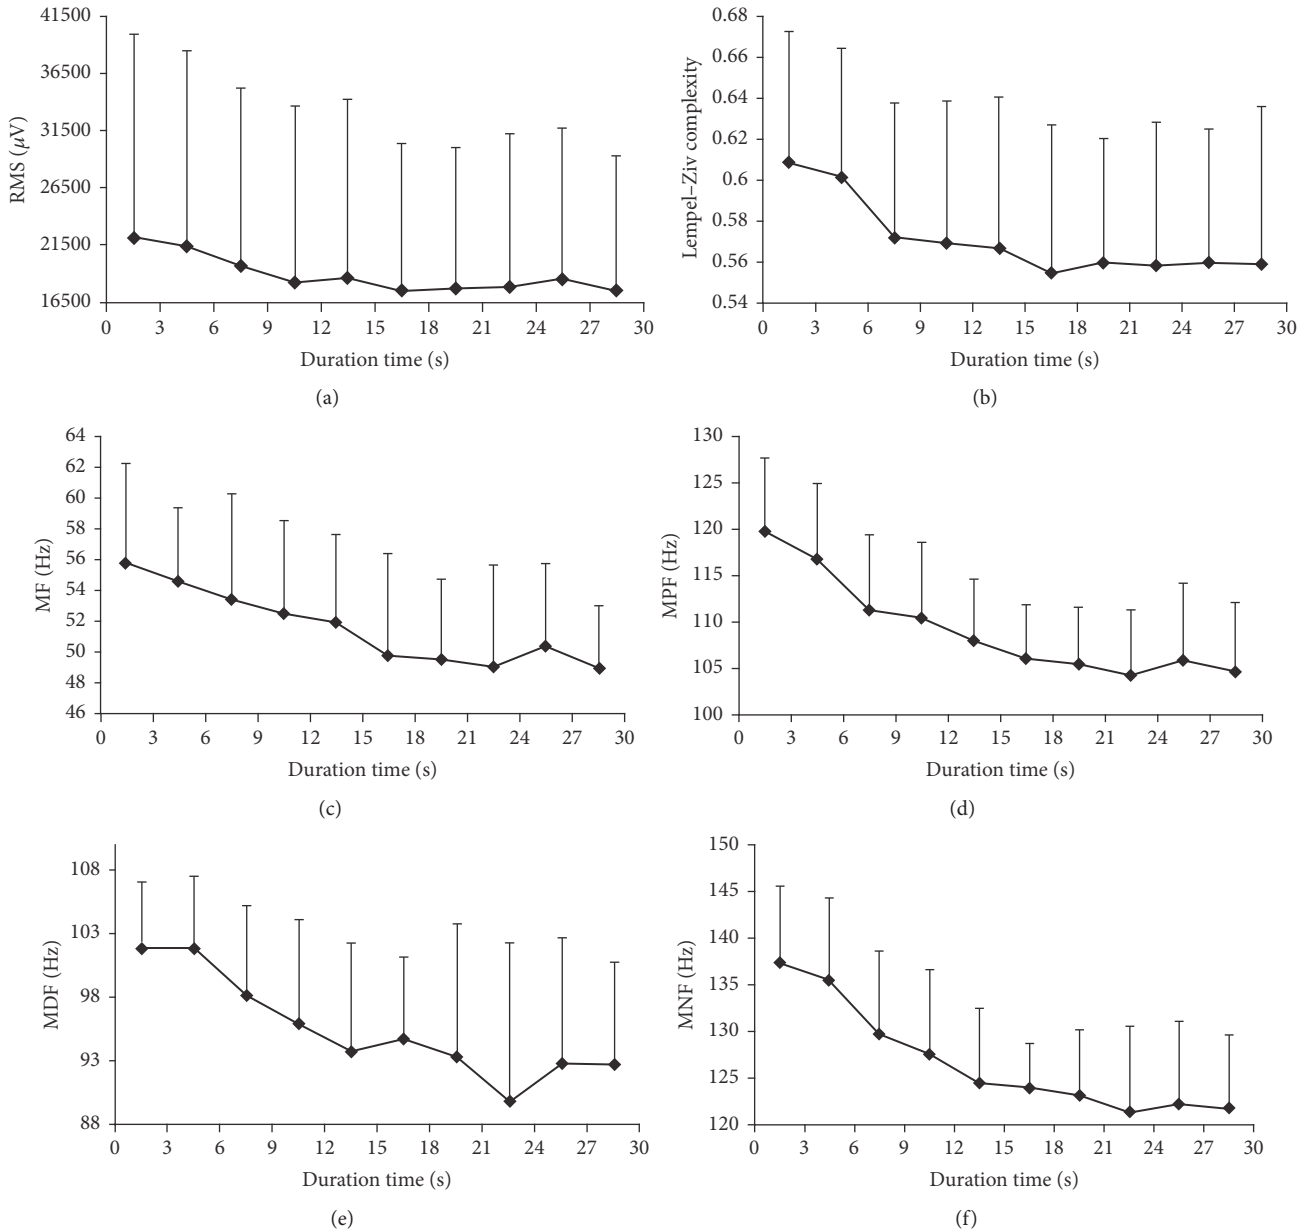 41500
36500
31500
26500
21500
16500
RMS (μV)
0 3 6 9 12 15 18 21 24 27 30
Duration time (s)
(a)
0.68
0.66
0.64
0.62
0.6
0.58
0.56
0.54
Lempel–Ziv complexity
0 3 6 9 12 15 18 21 24 27 30
Duration time (s)
(b)
64
62
60
58
56
54
52
50
48
46
MF (Hz)
0 3 6 9 12 15 18 21 24 27 30
Duration time (s)
(c)
130
125
120
115
110
105
100
MPF (Hz)
0 3 6 9 12 15 18 21 24 27 30
Duration time (s)
(d)
108
103
98
93
88
MDF (Hz)
0 3 6 9 12 15 18 21 24 27 30
Duration time (s)
(e)
150
145
140
135
130
125
120
MNF (Hz)
0 3 6 9 12 15 18 21 24 27 30
Duration time (s)
(f)